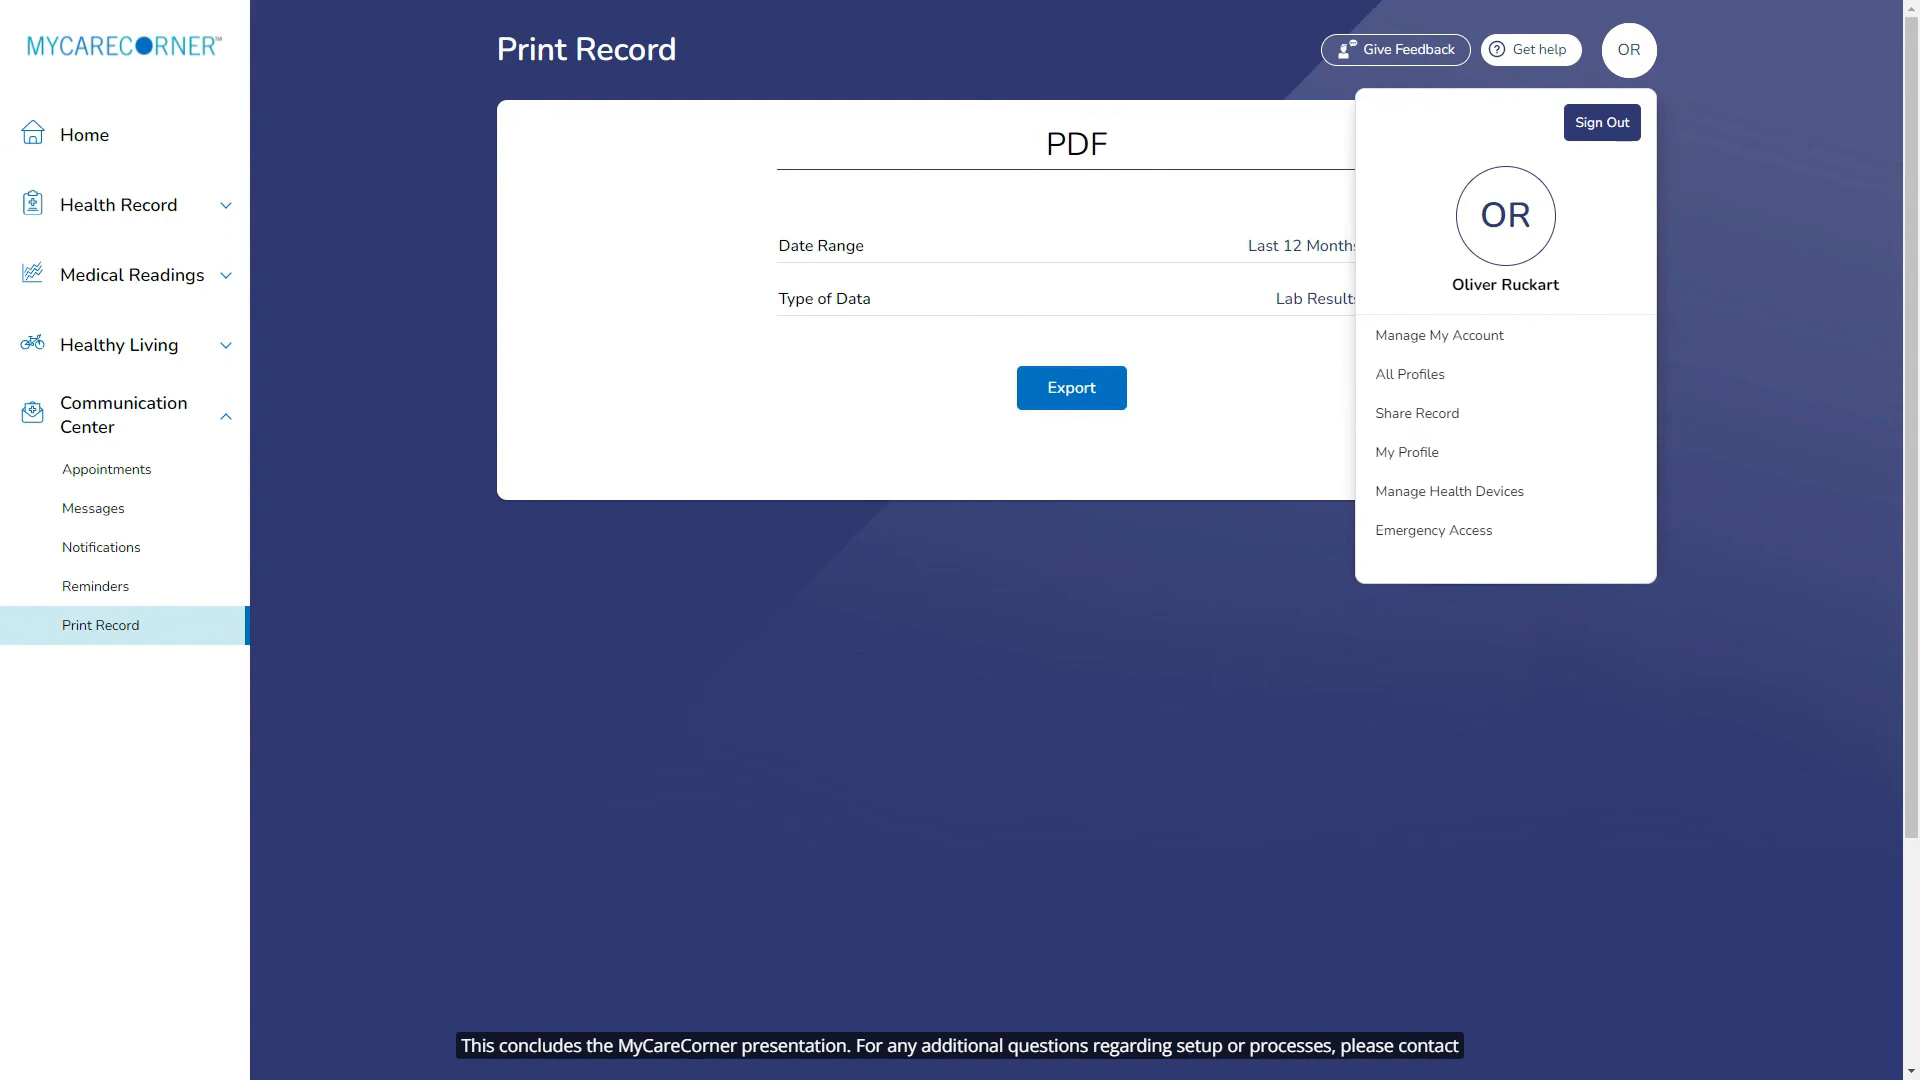 MYCARECORNER™
Home
Health Record
Medical Readings
Healthy Living
Communication
Center
Appointments
Messages
Notifications
Reminders
Print Record
Print Record
Give Feedback
Get help
OR
PDF
Date Range
Last 12 Months
Type of Data
Lab Results
Export
Sign Out
OR
Oliver Ruckart
Manage My Account
All Profiles
Share Record
My Profile
Manage Health Devices
Emergency Access
This concludes the MyCareCorner presentation. For any additional questions regarding setup or processes, please contact